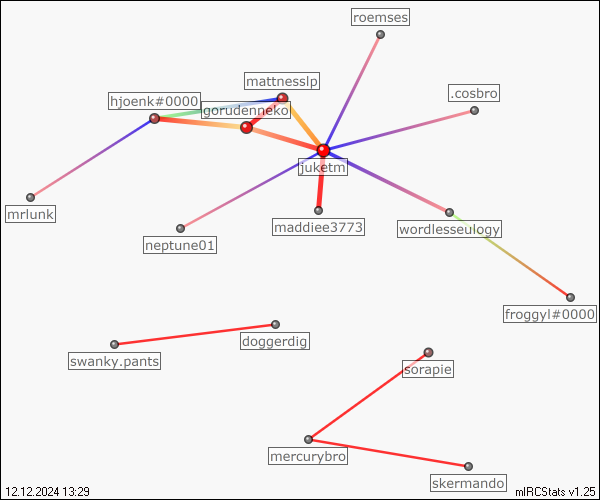 roemses
mattnesslp
.cosbro
hjoenk#0000
gorudenneko
juketm
mrlunk
maddiee3773
wordlesseulogy
neptune01
froggyl#0000
doggerdig
swanky.pants
sorapie
mercurybro
skermando
12.12.2024 13:29
mIRCStats v1.25